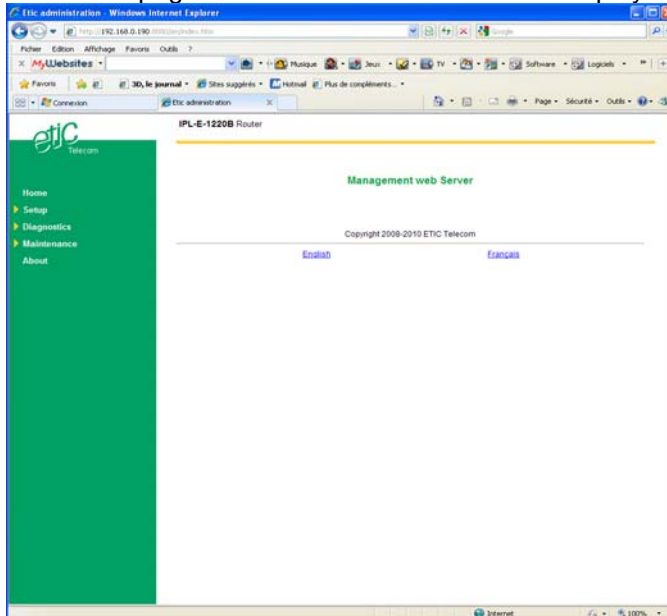 Etic administration - Windows Internet Explorer
http://192.168.0.190
Google
Fichier Edition Affichage Favoris Outils ?
MyWebsites Musique Jeux TV Software Logiciels
Favoris 3D, le journal Sites suggérés Hotmail Plus de compléments...
Connexion Etic administration Page Sécurité Outils
etic
Telecom
IPL-E-1220B Router
Management web Server
Home
Setup
Diagnostics
Maintenance
About
Copyright 2008-2010 ETIC Telecom
English Français
Internet 100%